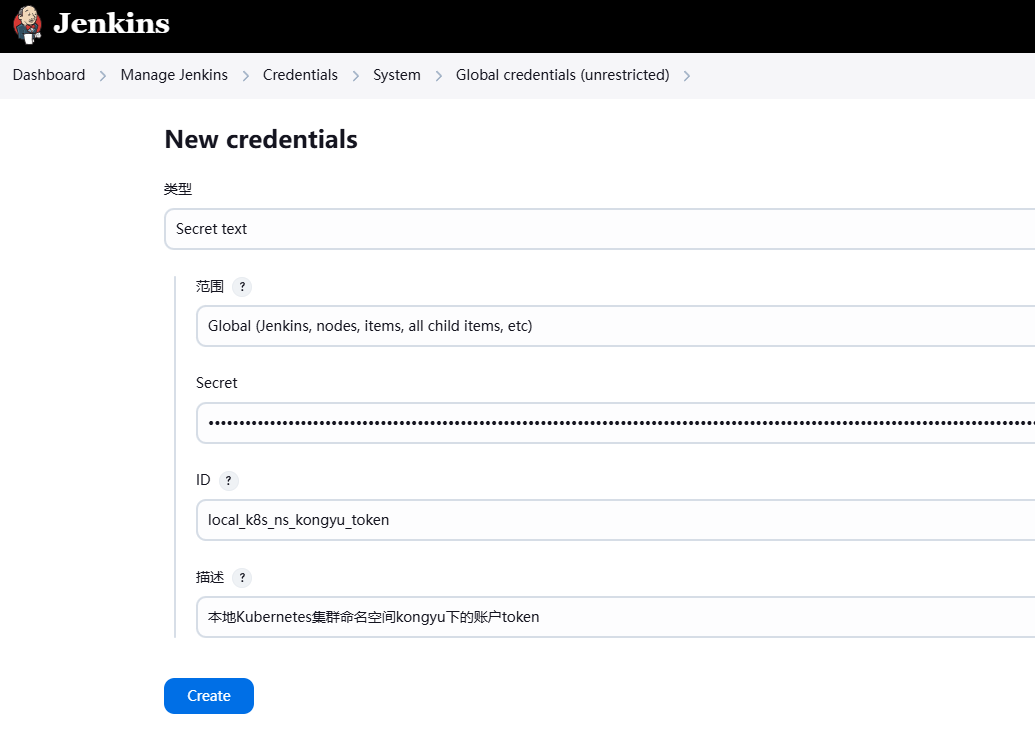 Jenkins
Dashboard > Manage Jenkins > Credentials > System > Global credentials (unrestricted) >
New credentials
类型
Secret text
范围 ?
Global (Jenkins, nodes, items, all child items, etc)
Secret
ID ?
local_k8s_ns_kongyu_token
描述 ?
本地Kubernetes集群命名空间kongyu下的账户token
Create